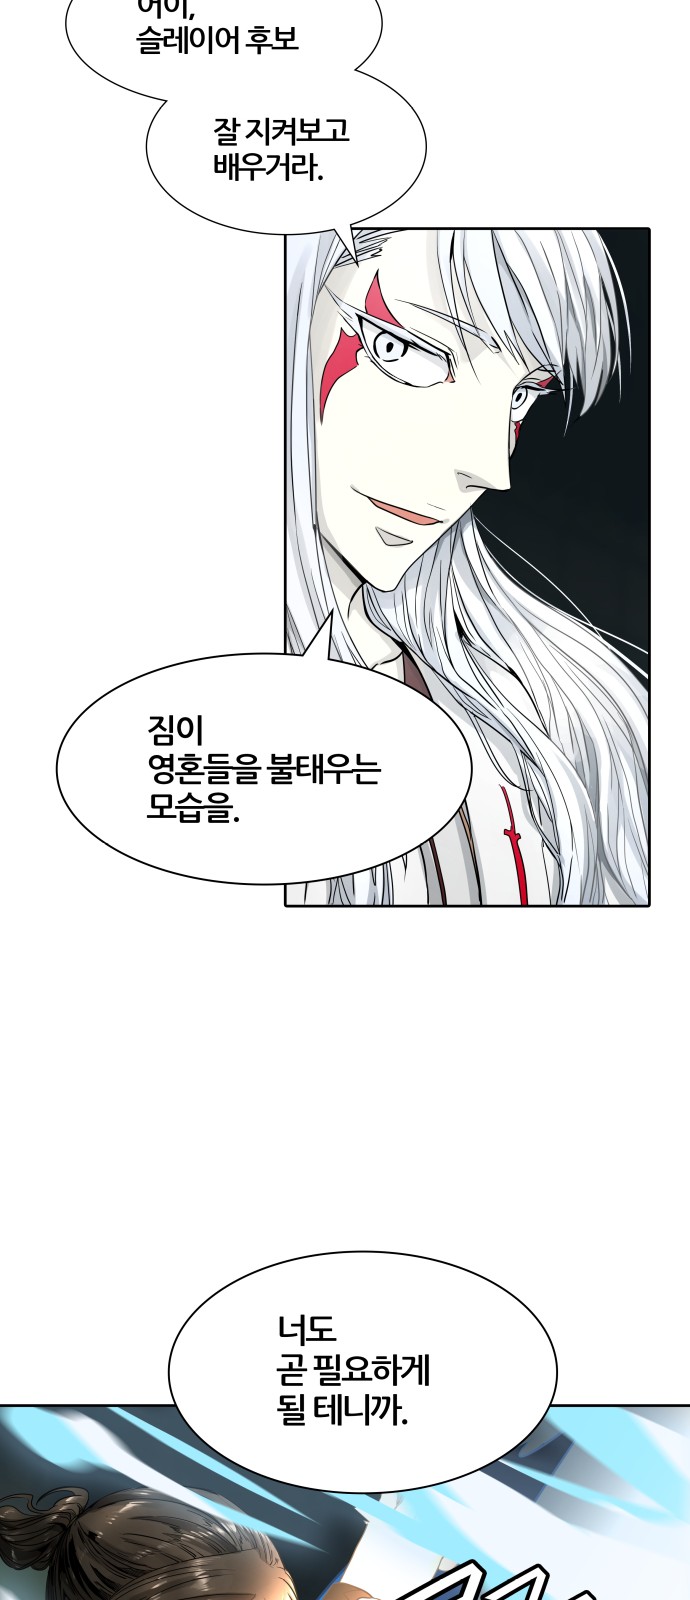 어이,
슬레이어 후보
잘 지켜보고
배우거라.
짐이
영혼들을 불태우는
모습을.
너도
곧 필요하게
될 테니까.